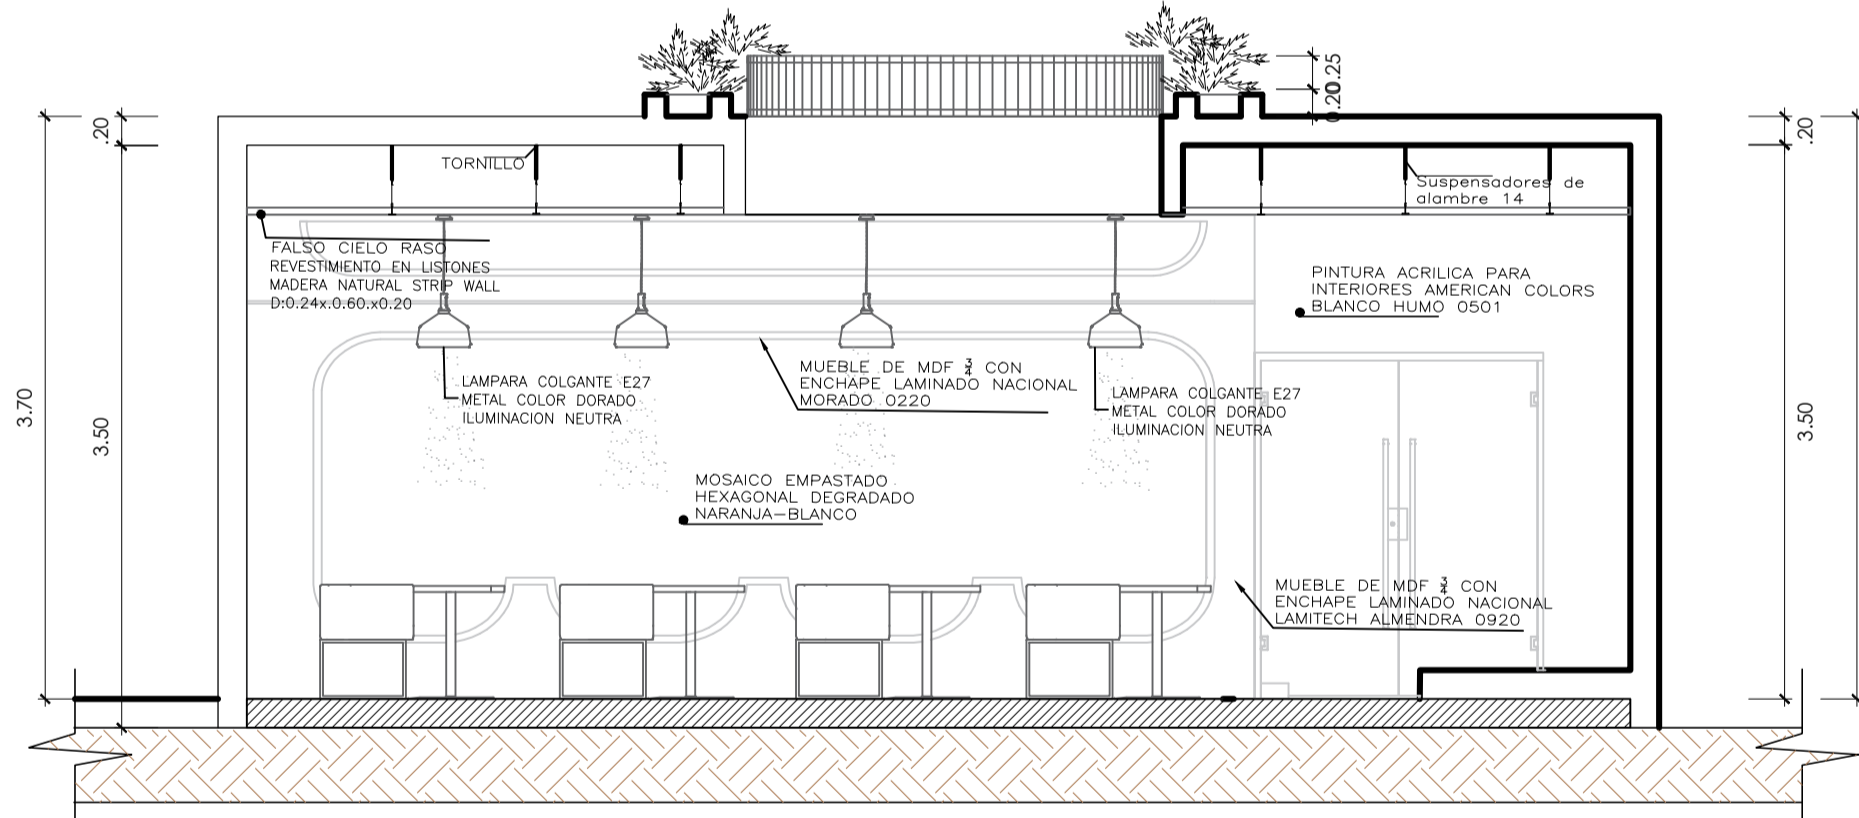 0.25
0.20
.20
.20
TORNILLO
Suspensadores de
alambre 14
FALSO CIELO RASO
REVESTIMIENTO EN LISTONES
MADERA NATURAL STRIP WALL
D:0.24x.0.60.x0.20
PINTURA ACRILICA PARA
INTERIORES AMERICAN COLORS
BLANCO HUMO 0501
MUEBLE DE MDF 3/4 CON
ENCHAPE LAMINADO NACIONAL
MORADO 0220
LAMPARA COLGANTE E27
METAL COLOR DORADO
ILUMINACION NEUTRA
LAMPARA COLGANTE E27
METAL COLOR DORADO
ILUMINACION NEUTRA
3.70
3.50
3.50
MOSAICO EMPASTADO
HEXAGONAL DEGRADADO
NARANJA-BLANCO
MUEBLE DE MDF 3/4 CON
ENCHAPE LAMINADO NACIONAL
LAMITECH ALMENDRA 0920